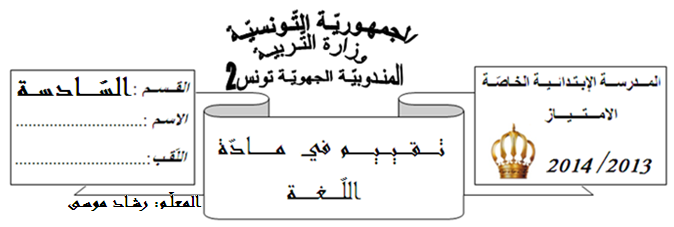 الجمهوريّة التّونسيّة
وزارة التّربية
المندوبيّة الجهويّة تونس2
المدرسة الإبتدائية الخاصّة
الامتياز
2014/2013
القسم: السّادسة
الاسم: ............................
اللّقب: ............................
تقييم في مادّة
اللّغة
المعلّم: رشاد موسى